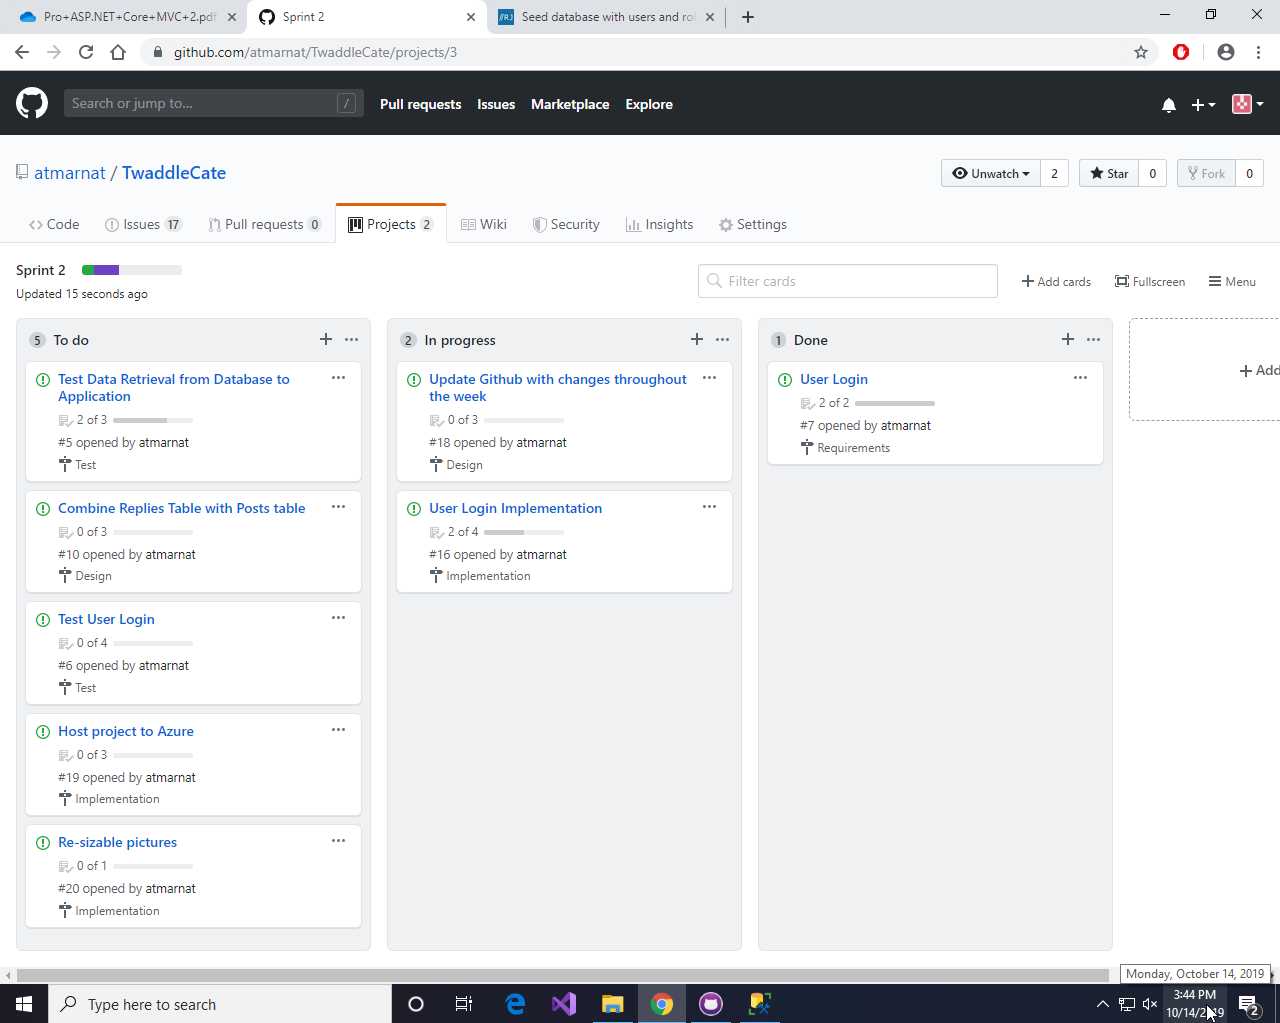 Pro+ASP.NET+Core+MVC+2.pdf
Sprint 2
Seed database with users and rol
github.com/atmarnat/TwaddleCate/projects/3
Search or jump to...
/
Pull requests
Issues
Marketplace
Explore
atmarnat / TwaddleCate
Unwatch
2
Star
0
Fork
0
Code
Issues 17
Pull requests 0
Projects 2
Wiki
Security
Insights
Settings
Sprint 2
Updated 15 seconds ago
Filter cards
Add cards
Fullscreen
Menu
5 To do
Test Data Retrieval from Database to
Application
2 of 3
#5 opened by atmarnat
Test
Combine Replies Table with Posts table
0 of 3
#10 opened by atmarnat
Design
Test User Login
0 of 4
#6 opened by atmarnat
Test
Host project to Azure
0 of 3
#19 opened by atmarnat
Implementation
Re-sizable pictures
0 of 1
#20 opened by atmarnat
Implementation
2 In progress
Update Github with changes throughout
the week
0 of 3
#18 opened by atmarnat
Design
User Login Implementation
2 of 4
#16 opened by atmarnat
Implementation
1 Done
User Login
2 of 2
#7 opened by atmarnat
Requirements
Add
Monday, October 14, 2019
Type here to search
3:44 PM
10/14/2019
2